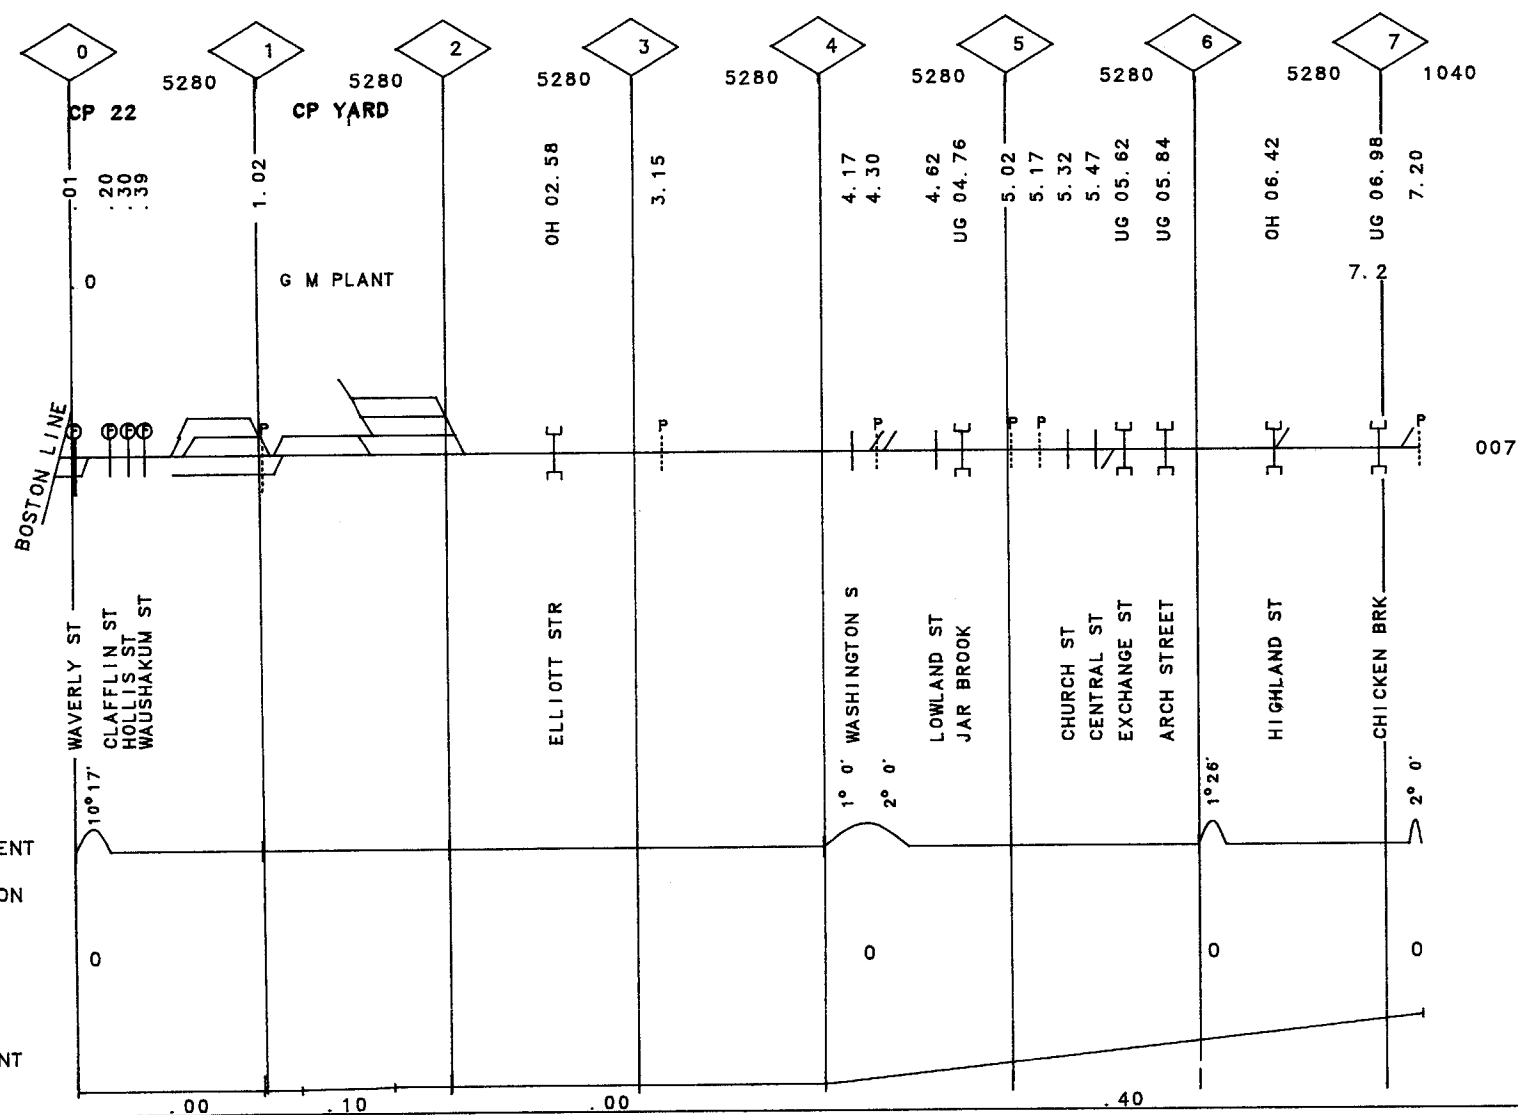 0 1 2 3 4 5 6 7
5280 5280 5280 5280 5280 5280 5280 1040
CP 22
CP YARD
.01
.20
.30
.39
1.02
OH 02.58
3.15
4.17
4.30
4.62
UG 04.76
5.02
5.17
5.32
5.47
UG 05.62
UG 05.84
OH 06.42
UG 06.98
7.20
.0
G M PLANT
7.2
BOSTON LINE
F F F F
P P P P P P
007
WAVERLY ST
CLAFFLIN ST
HOLLIS ST
WAUSHAKUM ST
ELLIOTT STR
WASHINGTON S
LOWLAND ST
JAR BROOK
CHURCH ST
CENTRAL ST
EXCHANGE ST
ARCH STREET
HIGHLAND ST
CHICKEN BRK
10°17'
1° 0'
2° 0'
1°26'
2° 0'
ENT
ON
0 0 0 0
NT
.00 .10 .00 .40